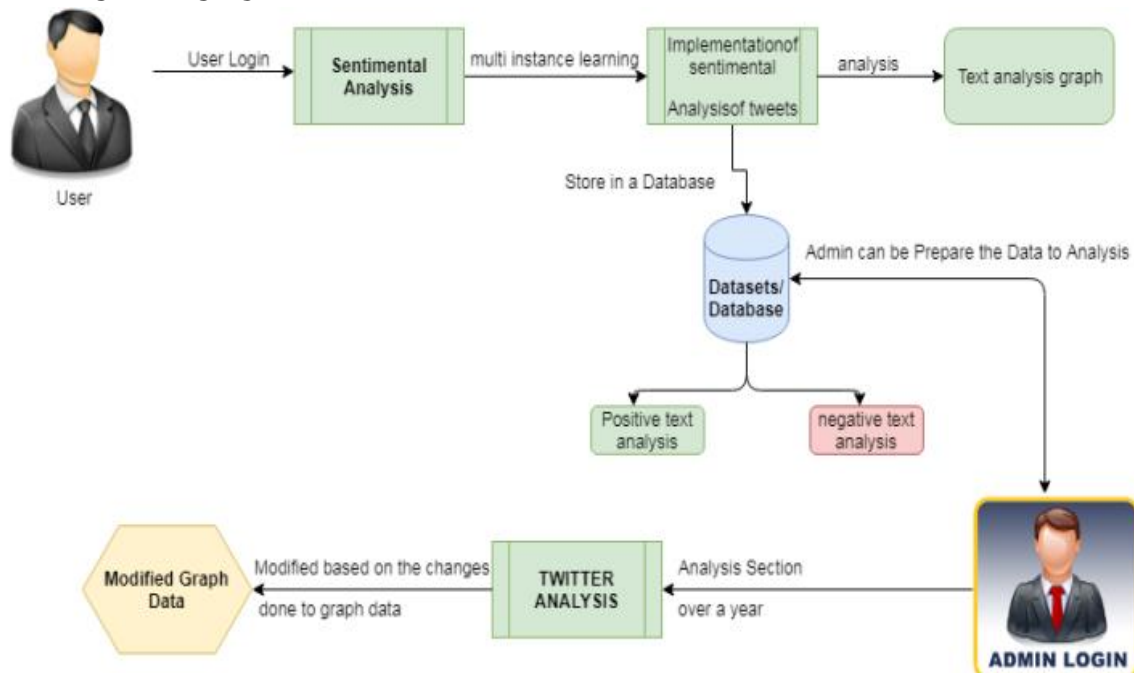 User Login
Sentimental
Analysis
multi instance learning
Implementationof
sentimental
Analysisof tweets
analysis
Text analysis graph
User
Store in a Database
Admin can be Prepare the Data to Analysis
Datasets/
Database
Positive text
analysis
negative text
analysis
Modified Graph
Data
Modified based on the changes
done to graph data
TWITTER
ANALYSIS
Analysis Section
over a year
ADMIN LOGIN